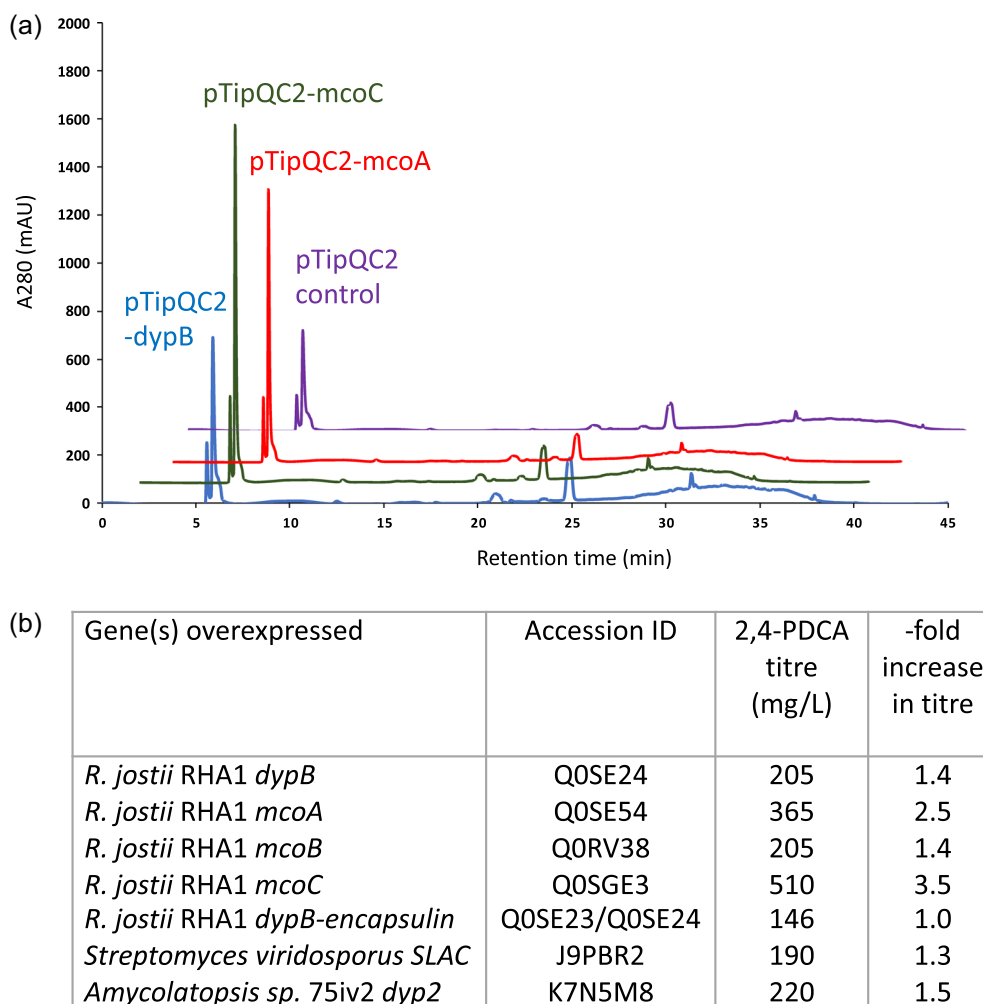 (a)
2000
1800
1600
1400
1200
1000
800
600
400
200
0
A280 (mAU)
pTipQC2-mcoC
pTipQC2-mcoA
pTipQC2
control
pTipQC2
-dypB
0 5 10 15 20 25 30 35 40 45
Retention time (min)
(b)
Gene(s) overexpressed Accession ID 2,4-PDCA -fold
titre increase
(mg/L) in titre
R. jostii RHA1 dypB Q0SE24 205 1.4
R. jostii RHA1 mcoA Q0SE54 365 2.5
R. jostii RHA1 mcoB Q0RV38 205 1.4
R. jostii RHA1 mcoC Q0SGE3 510 3.5
R. jostii RHA1 dypB-encapsulin Q0SE23/Q0SE24 146 1.0
Streptomyces viridosporus SLAC J9PBR2 190 1.3
Amycolatopsis sp. 75iv2 dyp2 K7N5M8 220 1.5